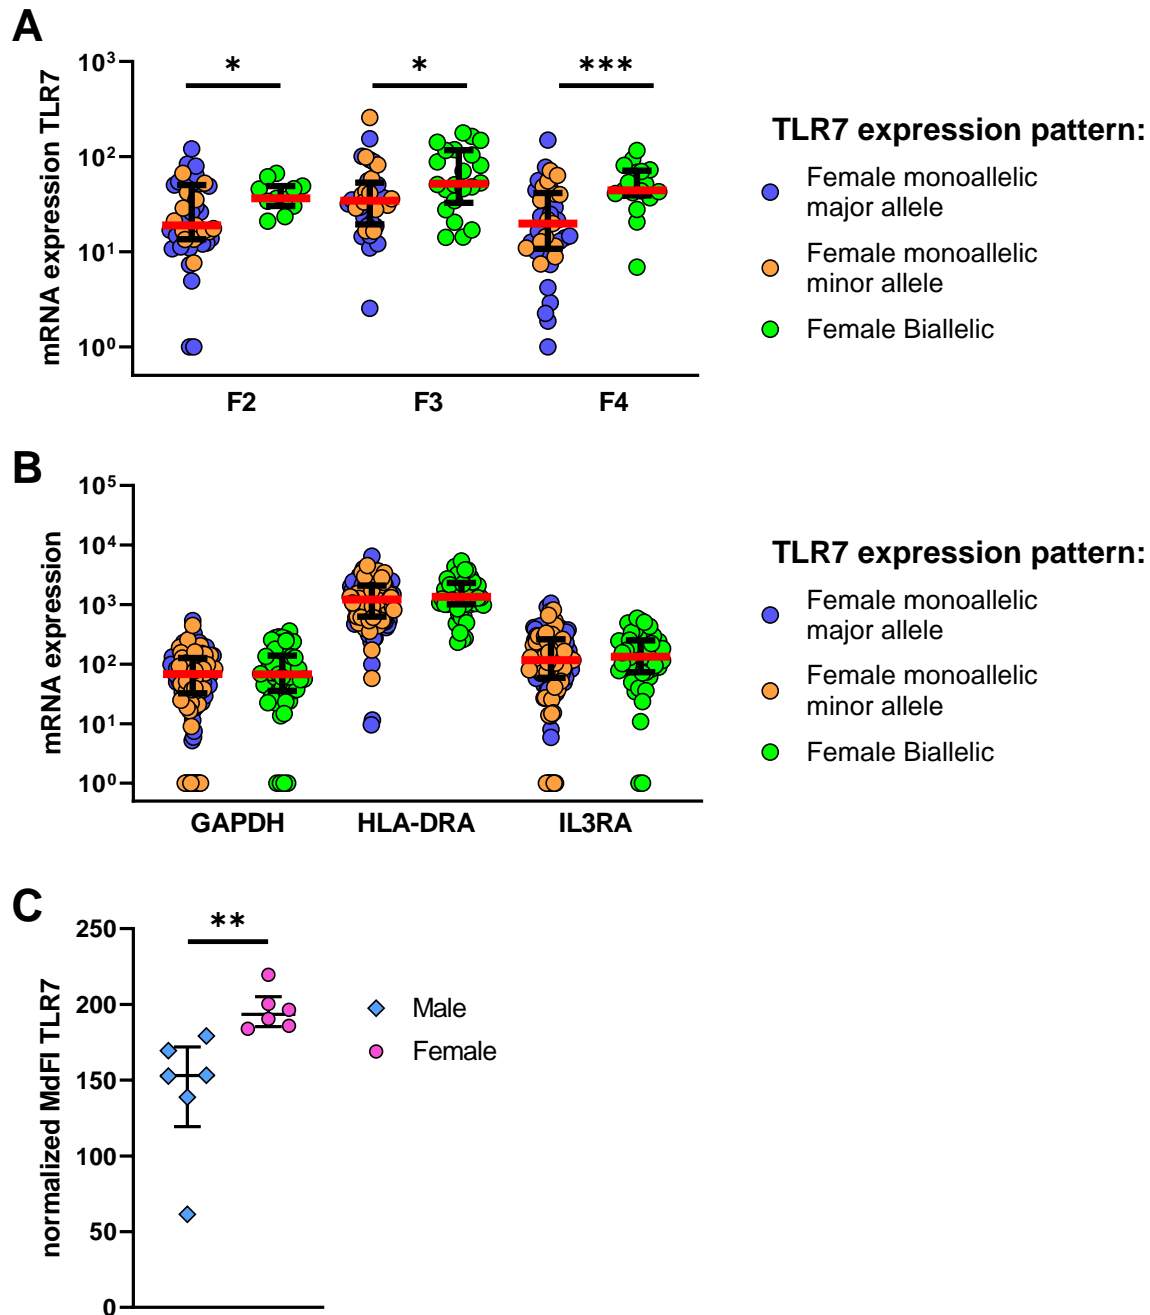 A
mRNA expression TLR7
10³
10²
10¹
10⁰
*
*
***
F2
F3
F4
TLR7 expression pattern:
Female monoallelic
major allele
Female monoallelic
minor allele
Female Biallelic
B
mRNA expression
10⁵
10⁴
10³
10²
10¹
10⁰
GAPDH
HLA-DRA
IL3RA
TLR7 expression pattern:
Female monoallelic
major allele
Female monoallelic
minor allele
Female Biallelic
C
normalized MdFI TLR7
250
200
150
100
50
0
**
Male
Female